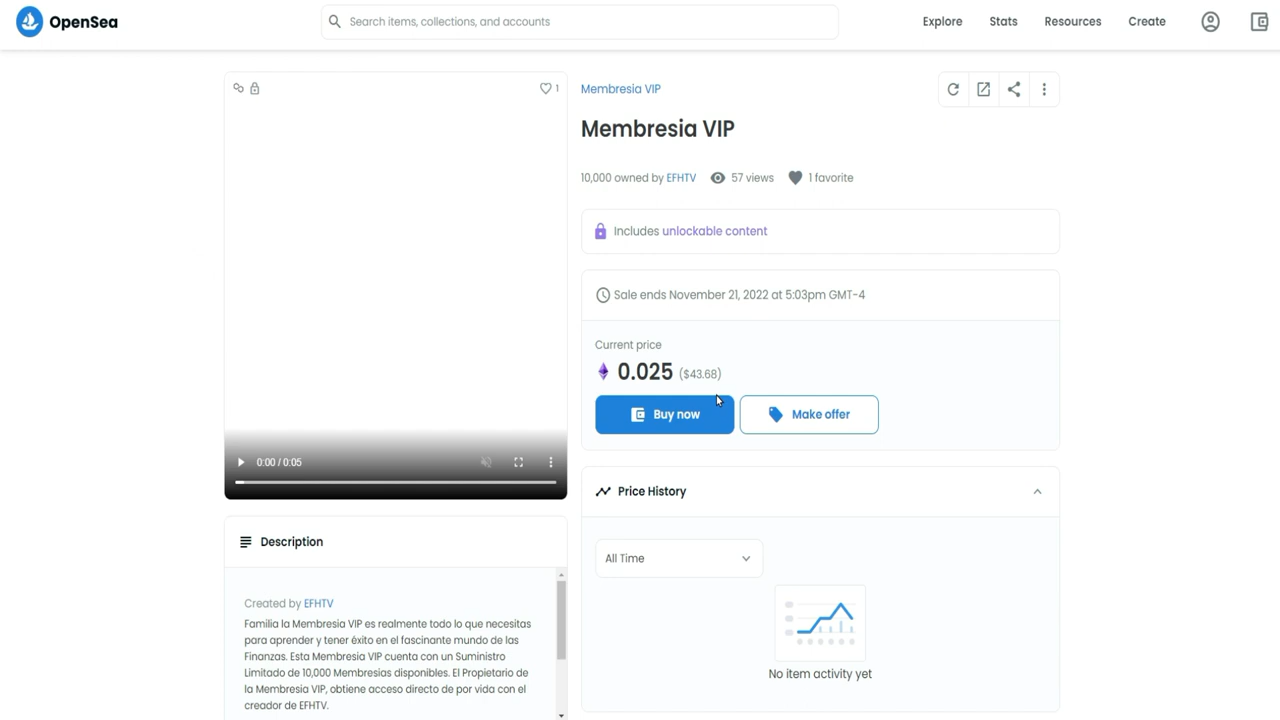 OpenSea
Search items, collections, and accounts
Explore
Stats
Resources
Create
1
Membresia VIP
Membresia VIP
10,000 owned by EFHTV
57 views
1 favorite
Includes unlockable content
Sale ends November 21, 2022 at 5:03pm GMT-4
Current price
0.025 ($43.68)
Buy now
Make offer
0:00 / 0:05
Price History
All Time
No item activity yet
Description
Created by EFHTV
Familia la Membresia VIP es realmente todo lo que necesitas
para aprender y tener éxito en el fascinante mundo de las
Finanzas. Esta Membresia VIP cuenta con un Suministro
Limitado de 10,000 Membresias disponibles. El Propietario de
la Membresia VIP, obtiene acceso directo de por vida con el
creador de EFHTV.